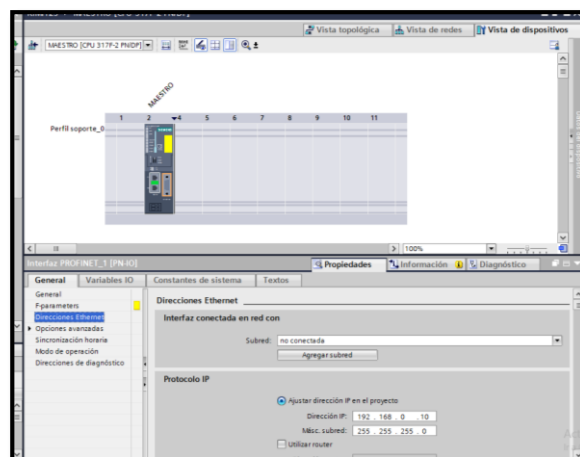 Vista topológica
Vista de redes
Vista de dispositivos
MAESTRO [CPU 317F-2 PN/DP]
MAESTRO
1 2 4 5 6 7 8 9 10 11
Perfil soporte_0
100%
Interfaz PROFINET_1 [PN-IO]
Propiedades
Información
Diagnóstico
General
Variables IO
Constantes de sistema
Textos
General
F-parameters
Direcciones Ethernet
Opciones avanzadas
Sincronización horaria
Modo de operación
Direcciones de diagnóstico
Direcciones Ethernet
Interfaz conectada en red con
Subred: no conectada
Agregar subred
Protocolo IP
Ajustar dirección IP en el proyecto
Dirección IP: 192 . 168 . 0 . 10
Másc. subred: 255 . 255 . 255 . 0
Utilizar router